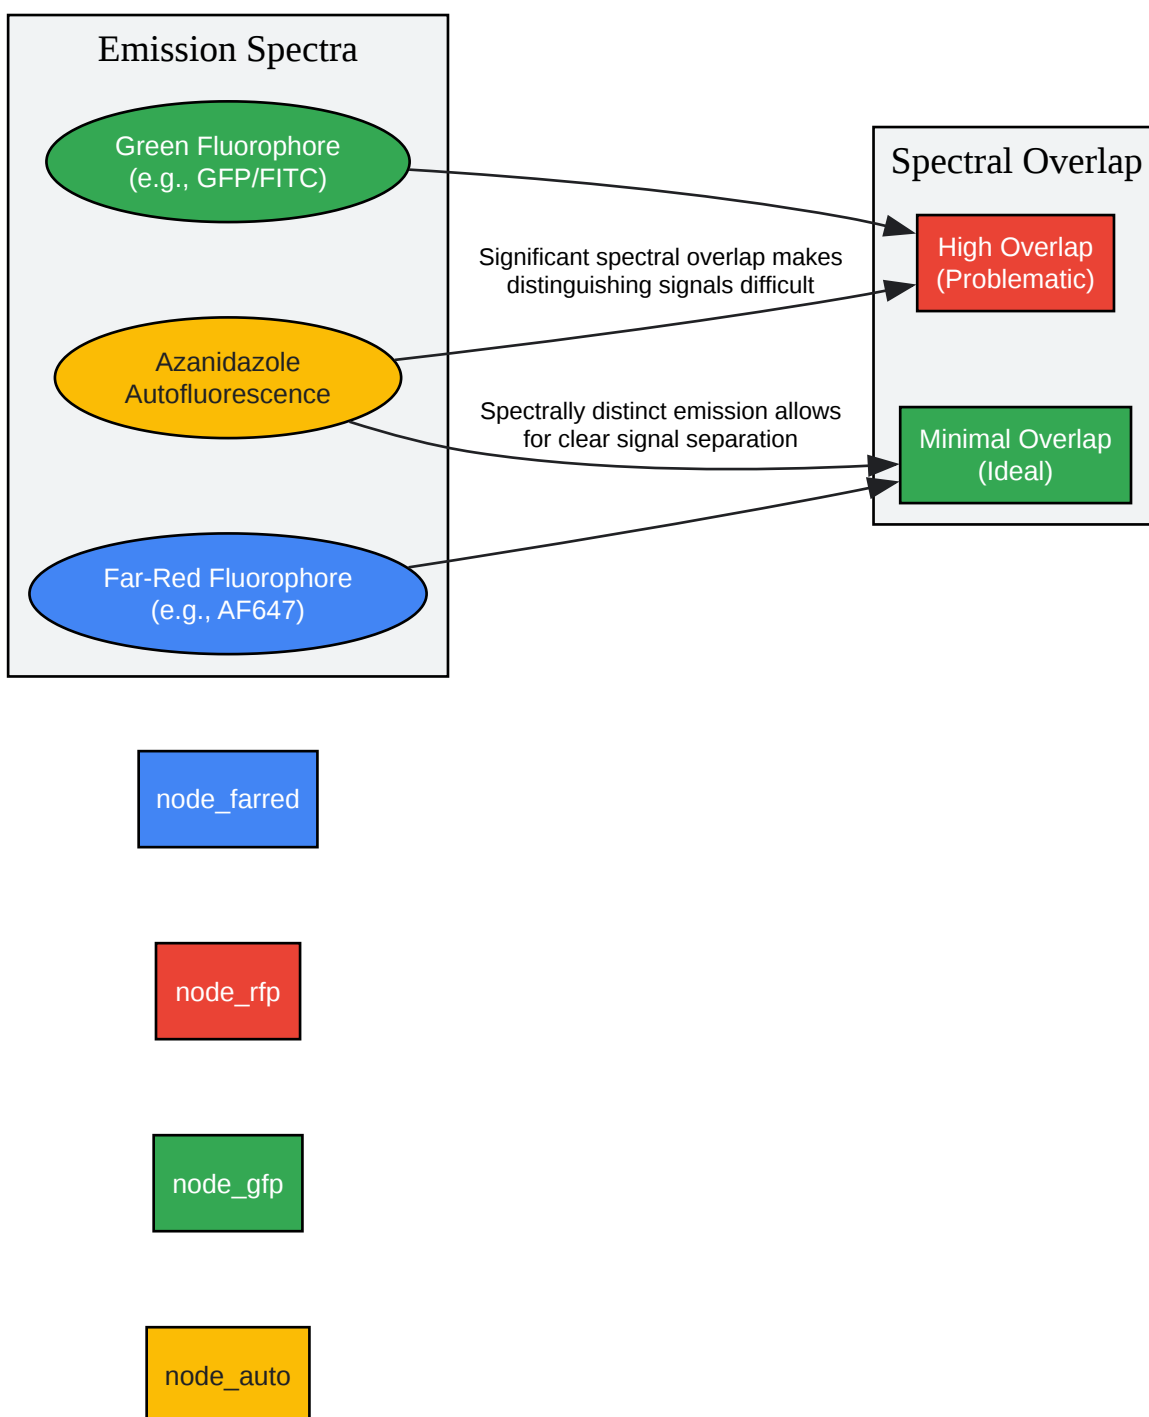 Emission Spectra
Green Fluorophore
(e.g., GFP/FITC)
Azanidazole
Autofluorescence
Far-Red Fluorophore
(e.g., AF647)
Significant spectral overlap makes
distinguishing signals difficult
Spectrally distinct emission allows
for clear signal separation
Spectral Overlap
High Overlap
(Problematic)
Minimal Overlap
(Ideal)
node_farred
node_rfp
node_gfp
node_auto